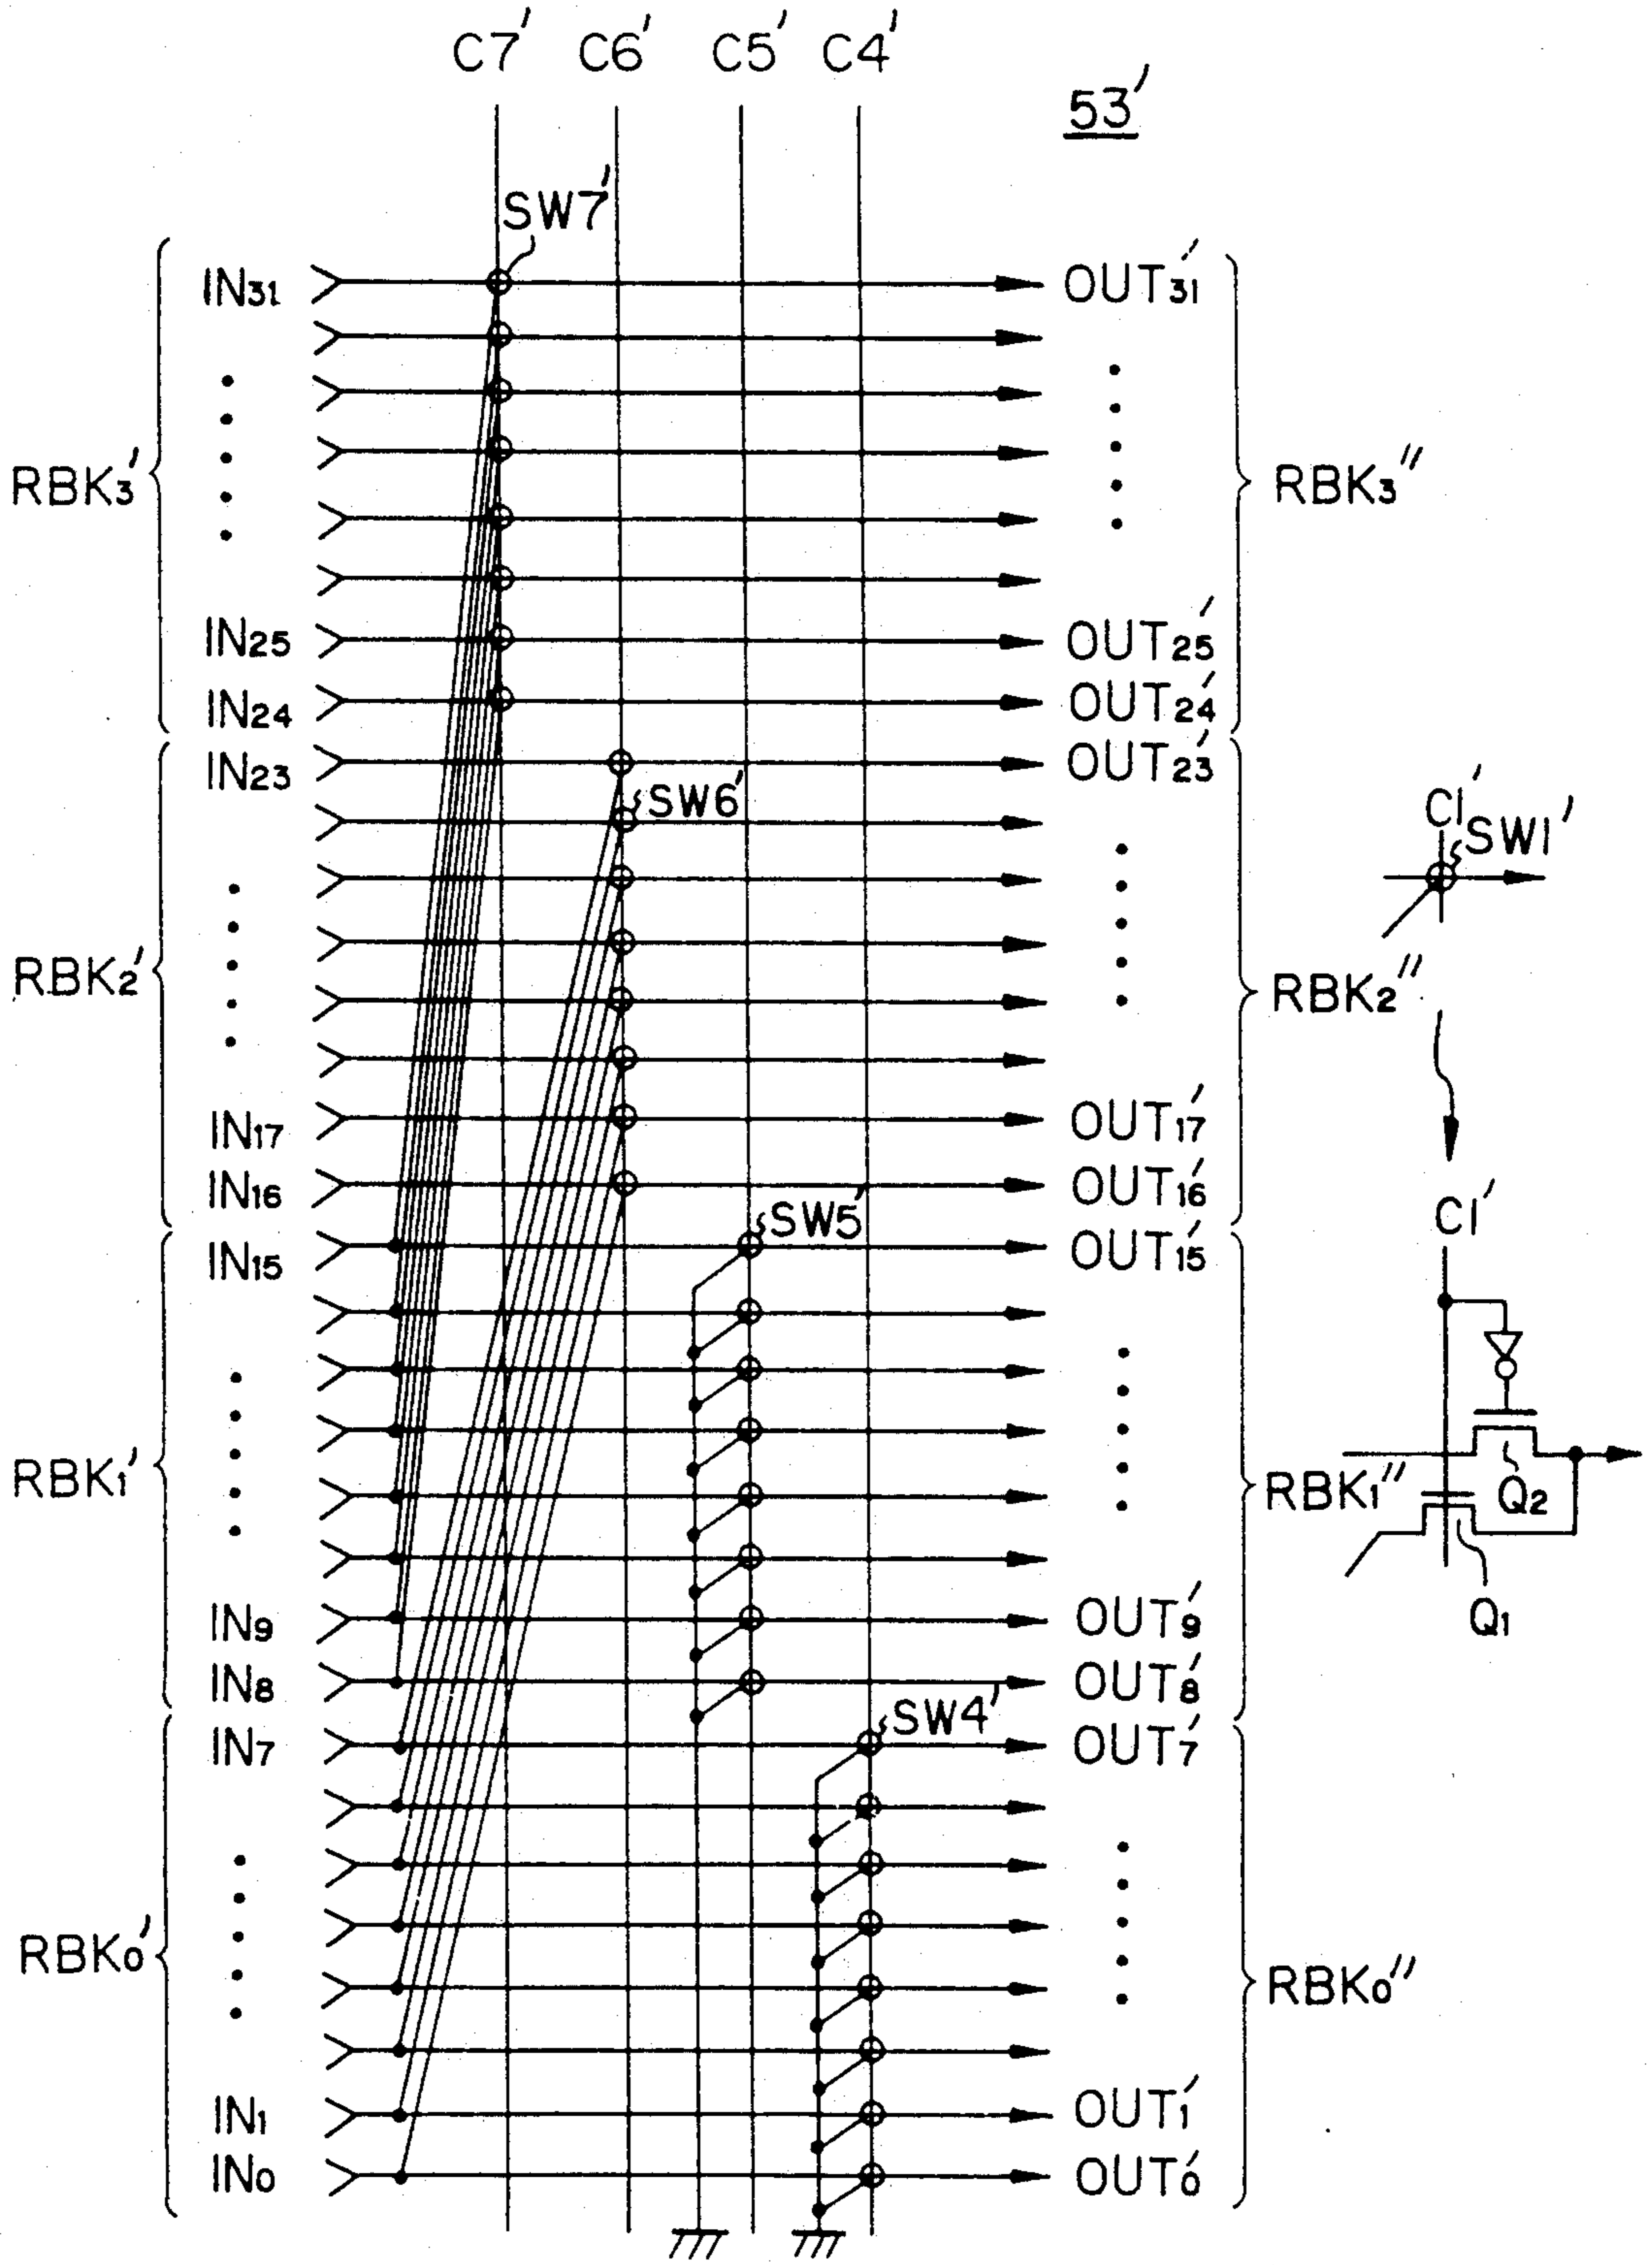 C7' C6' C5' C4'
53'
SW7'
IN31 OUT31'
RBK3' RBK3''
IN25 OUT25'
IN24 OUT24'
IN23 OUT23'
SW6'
C1'
SW1'
RBK2' RBK2''
IN17 OUT17'
IN16 OUT16'
SW5'
C1'
IN15 OUT15'
RBK1' RBK1''
Q2
IN9 OUT9'
Q1
IN8 OUT8'
SW4'
IN7 OUT7'
RBK0' RBK0''
IN1 OUT1'
IN0 OUT0'